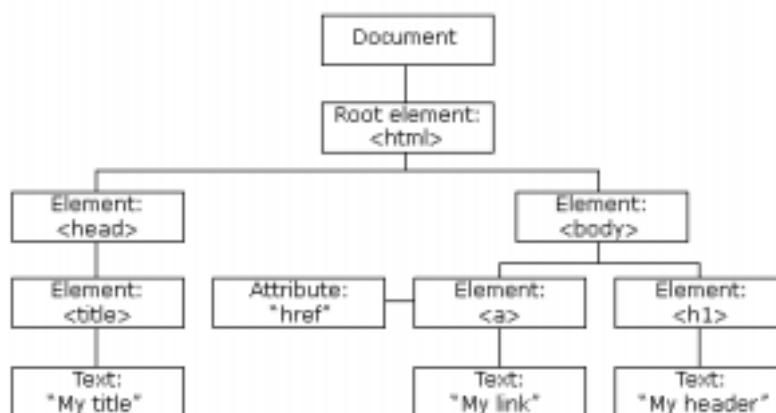 Document
Root element:
<html>
Element:
<head>
Element:
<body>
Element:
<title>
Attribute:
"href"
Element:
<a>
Element:
<h1>
Text:
"My title"
Text:
"My link"
Text:
"My header"